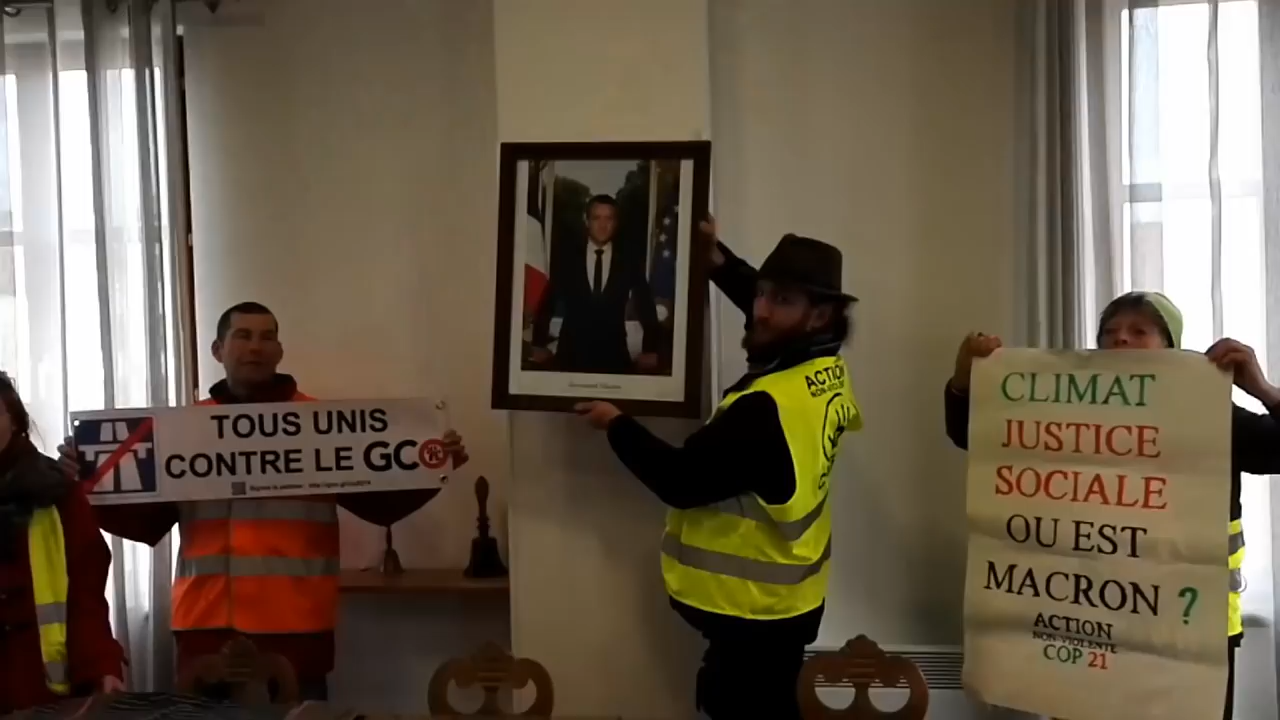 TOUS UNIS
CONTRE LE GCO
ACTION
NON-VIOLENTE
CLIMAT
JUSTICE
SOCIALE
OU EST
MACRON ?
ACTION
NON-VIOLENTE
COP 21